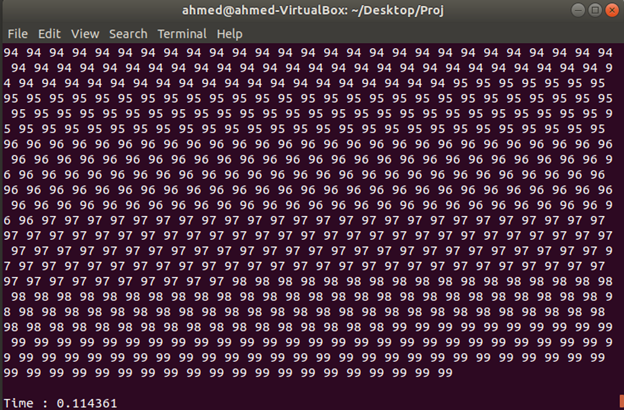 ahmed@ahmed-VirtualBox: ~/Desktop/Proj
File Edit View Search Terminal Help
94 94 94 94 94 94 94 94 94 94 94 94 94 94 94 94 94 94 94 94 94 94 94 94 94 94 94
94 94 94 94 94 94 94 94 94 94 94 94 94 94 94 94 94 94 94 94 94 94 94 94 94 94 9
4 94 94 94 94 94 94 94 94 94 94 94 94 94 94 94 94 94 94 94 95 95 95 95 95 95 95
95 95 95 95 95 95 95 95 95 95 95 95 95 95 95 95 95 95 95 95 95 95 95 95 95 95 95
95 95 95 95 95 95 95 95 95 95 95 95 95 95 95 95 95 95 95 95 95 95 95 95 95 95 9
5 95 95 95 95 95 95 95 95 95 95 95 95 95 95 95 95 95 95 95 95 95 95 95 95 95 95
96 96 96 96 96 96 96 96 96 96 96 96 96 96 96 96 96 96 96 96 96 96 96 96 96 96 96
96 96 96 96 96 96 96 96 96 96 96 96 96 96 96 96 96 96 96 96 96 96 96 96 96 96 9
6 96 96 96 96 96 96 96 96 96 96 96 96 96 96 96 96 96 96 96 96 96 96 96 96 96 96
96 96 96 96 96 96 96 96 96 96 96 96 96 96 96 96 96 96 96 96 96 96 96 96 96 96 96
96 96 96 96 96 96 96 96 96 96 96 96 96 96 96 96 96 96 96 96 96 96 96 96 96 96 9
6 96 97 97 97 97 97 97 97 97 97 97 97 97 97 97 97 97 97 97 97 97 97 97 97 97 97
97 97 97 97 97 97 97 97 97 97 97 97 97 97 97 97 97 97 97 97 97 97 97 97 97 97 97
97 97 97 97 97 97 97 97 97 97 97 97 97 97 97 97 97 97 97 97 97 97 97 97 97 97 9
7 97 97 97 97 97 97 97 97 97 97 97 97 97 97 97 97 97 97 97 97 97 97 97 97 97 97
97 97 97 97 97 97 97 97 97 97 98 98 98 98 98 98 98 98 98 98 98 98 98 98 98 98 98
98 98 98 98 98 98 98 98 98 98 98 98 98 98 98 98 98 98 98 98 98 98 98 98 98 98 9
8 98 98 98 98 98 98 98 98 98 98 98 98 98 98 98 98 98 98 98 98 98 98 98 98 98 98
98 98 98 98 98 98 98 98 98 98 98 98 98 98 98 98 98 99 99 99 99 99 99 99 99 99 99
99 99 99 99 99 99 99 99 99 99 99 99 99 99 99 99 99 99 99 99 99 99 99 99 99 99 9
9 99 99 99 99 99 99 99 99 99 99 99 99 99 99 99 99 99 99 99 99 99 99 99 99 99 99
99 99 99 99 99 99 99 99 99 99 99 99 99 99 99 99 99 99 99 99
Time : 0.114361